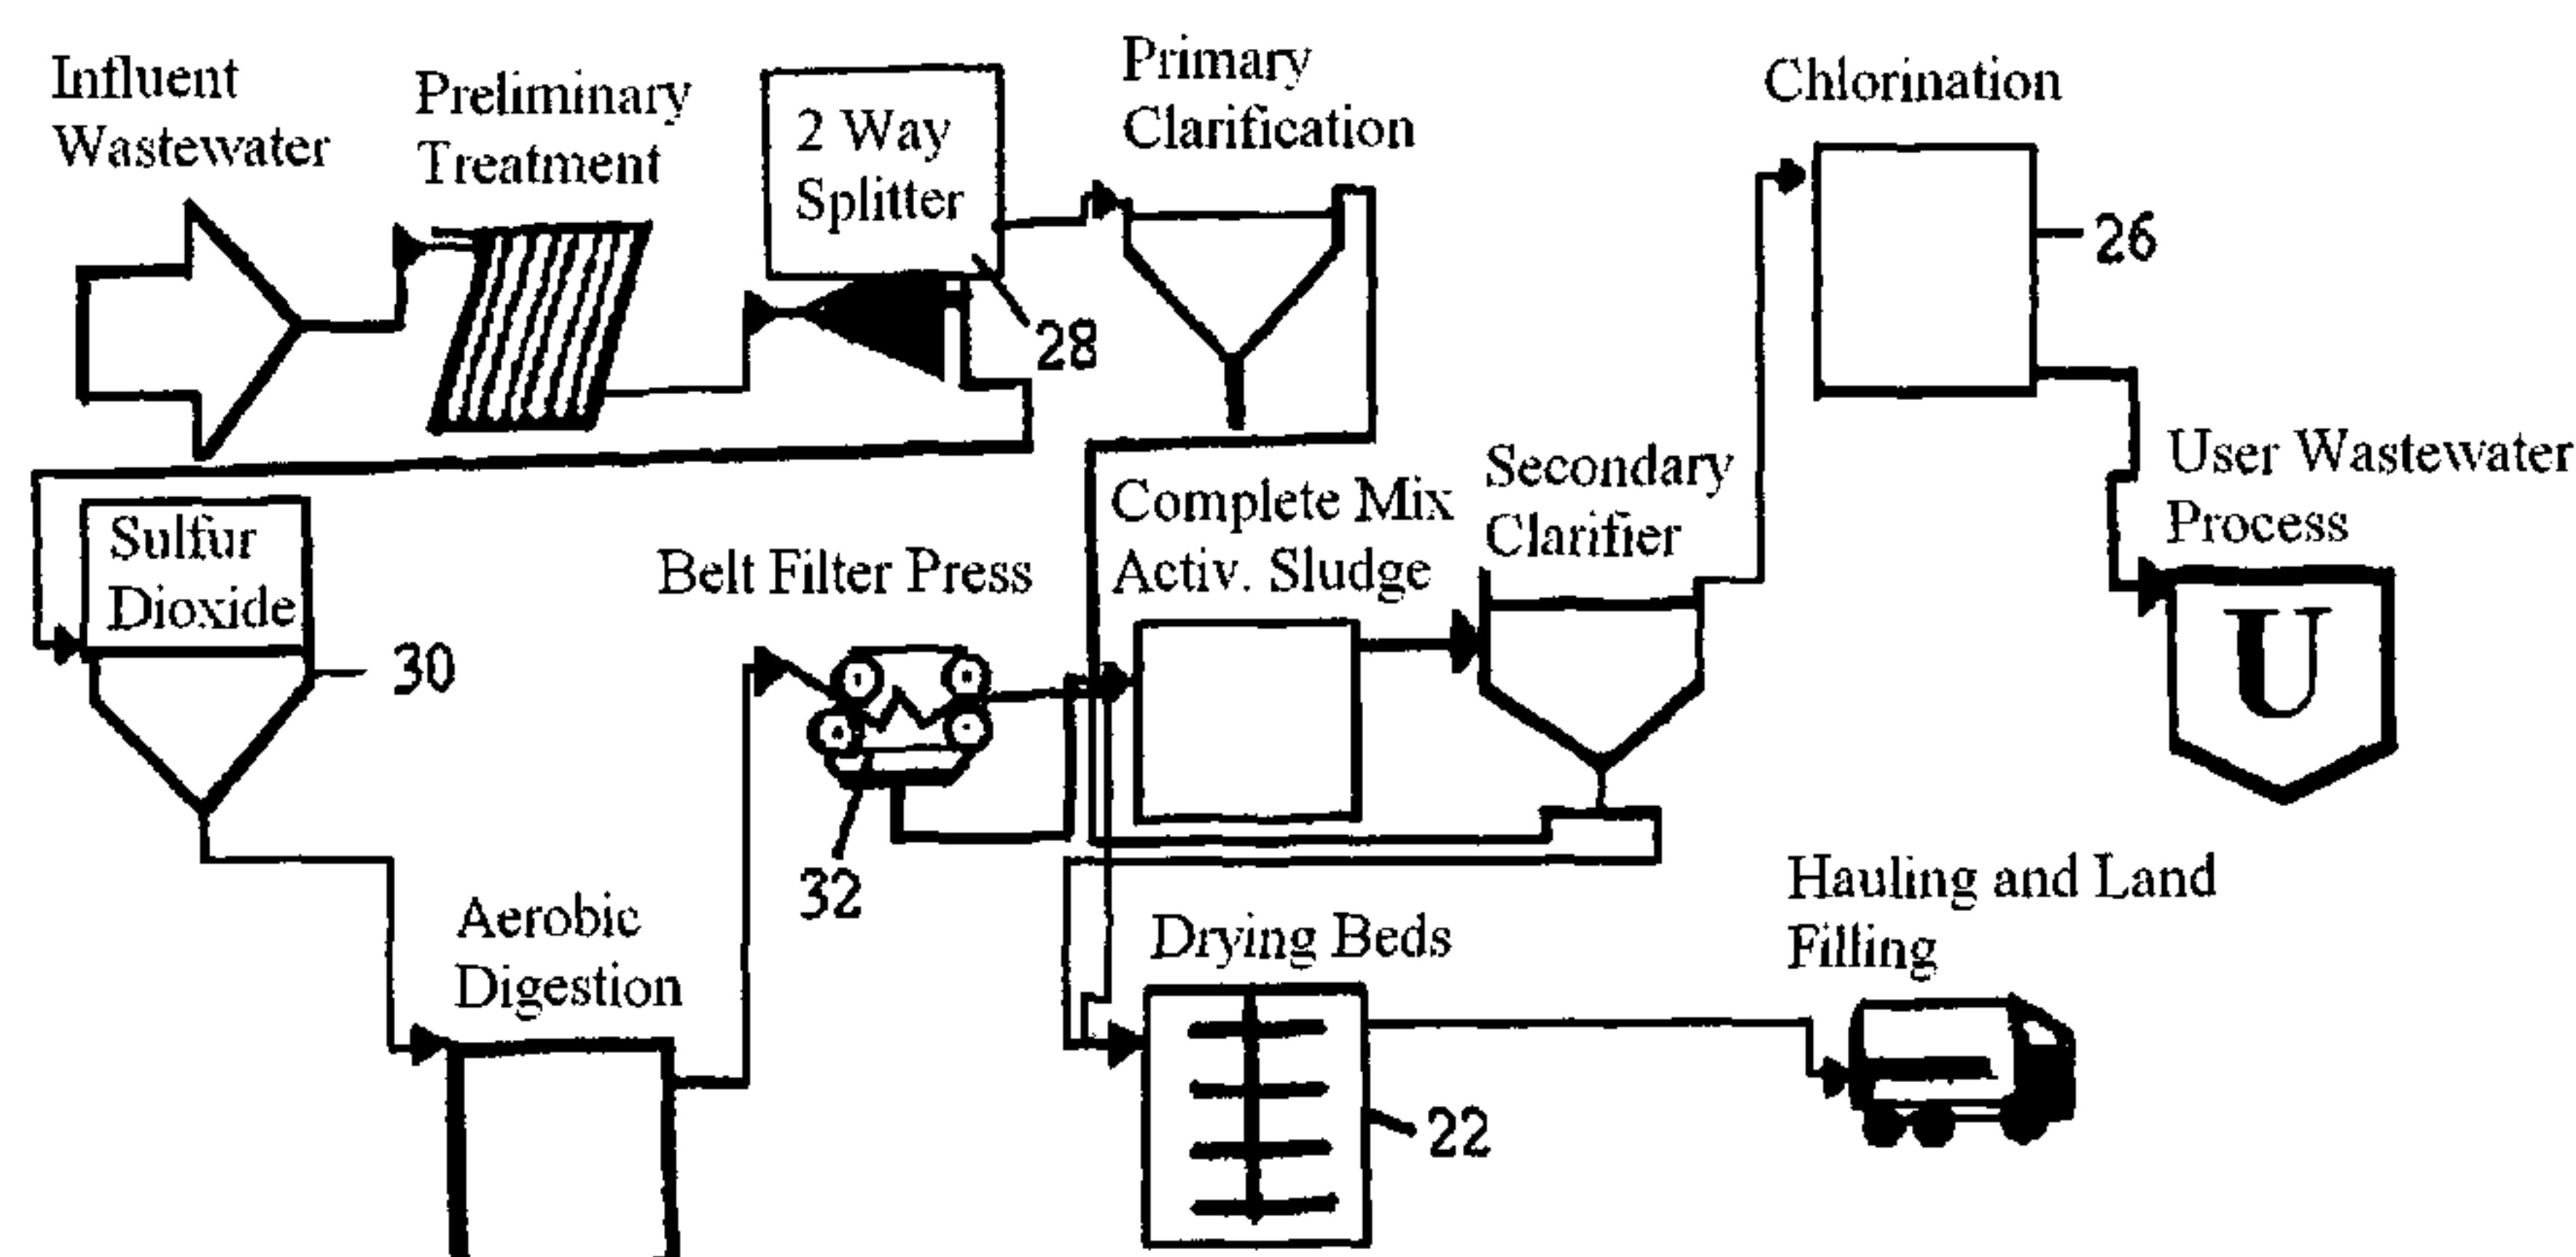 Influent
Wastewater
Preliminary
Treatment
2 Way
Splitter
28
Primary
Clarification
Chlorination
26
User Wastewater
Process
U
Sulfur
Dioxide
30
Belt Filter Press
32
Complete Mix
Activ. Sludge
Secondary
Clarifier
Aerobic
Digestion
Drying Beds
22
Hauling and Land
Filling